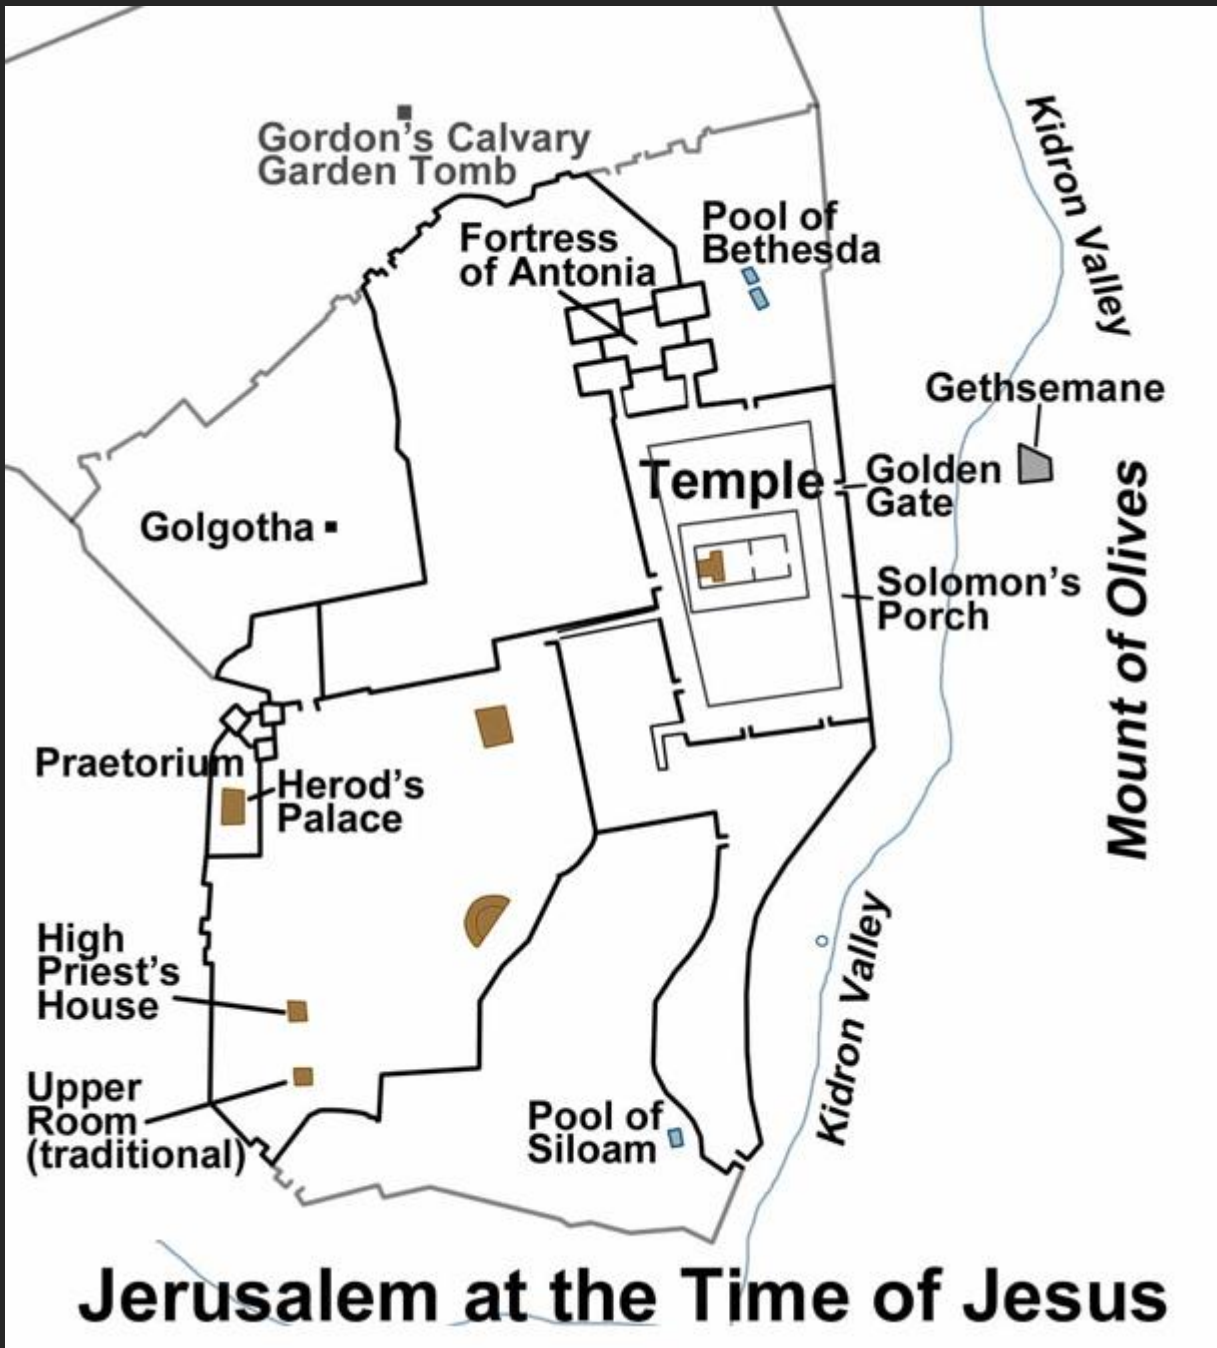 Gordon's Calvary
Garden Tomb
Kidron Valley
Pool of
Bethesda
Fortress
of Antonia
Gethsemane
Temple
Golden
Gate
Golgotha
Solomon's
Porch
Mount of Olives
Praetorium
Herod's
Palace
High
Priest's
House
Kidron Valley
Upper
Room
(traditional)
Pool of
Siloam
Jerusalem at the Time of Jesus